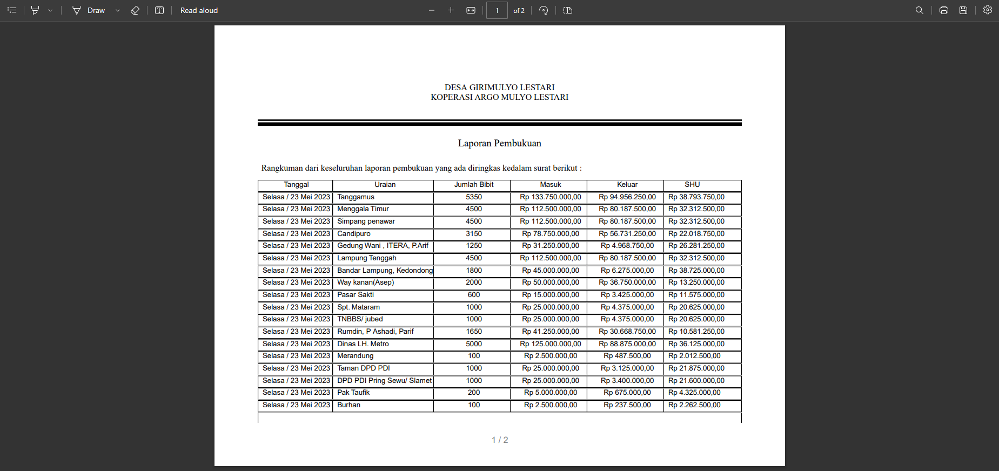 Draw Read aloud 1 of 2
DESA GIRIMULYO LESTARI
KOPERASI ARGO MULYO LESTARI
Laporan Pembukuan
Rangkuman dari keseluruhan laporan pembukuan yang ada diringkas kedalam surat berikut :
Tanggal Uraian Jumlah Bibit Masuk Keluar SHU
Selasa / 23 Mei 2023 Tanggamus 5350 Rp 133.750.000,00 Rp 94.956.250,00 Rp 38.793.750,00
Selasa / 23 Mei 2023 Menggala Timur 4500 Rp 112.500.000,00 Rp 80.187.500,00 Rp 32.312.500,00
Selasa / 23 Mei 2023 Simpang penawar 4500 Rp 112.500.000,00 Rp 80.187.500,00 Rp 32.312.500,00
Selasa / 23 Mei 2023 Candipuro 3150 Rp 78.750.000,00 Rp 56.731.250,00 Rp 22.018.750,00
Selasa / 23 Mei 2023 Gedung Wani , ITERA, P.Arif 1250 Rp 31.250.000,00 Rp 4.968.750,00 Rp 26.281.250,00
Selasa / 23 Mei 2023 Lampung Tenggah 4500 Rp 112.500.000,00 Rp 80.187.500,00 Rp 32.312.500,00
Selasa / 23 Mei 2023 Bandar Lampung, Kedondong 1800 Rp 45.000.000,00 Rp 6.275.000,00 Rp 38.725.000,00
Selasa / 23 Mei 2023 Way kanan(Asep) 2000 Rp 50.000.000,00 Rp 36.750.000,00 Rp 13.250.000,00
Selasa / 23 Mei 2023 Pasar Sakti 600 Rp 15.000.000,00 Rp 3.425.000,00 Rp 11.575.000,00
Selasa / 23 Mei 2023 Spt. Mataram 1000 Rp 25.000.000,00 Rp 4.375.000,00 Rp 20.625.000,00
Selasa / 23 Mei 2023 TNBBS/ jubed 1000 Rp 25.000.000,00 Rp 4.375.000,00 Rp 20.625.000,00
Selasa / 23 Mei 2023 Rumdin, P Ashadi, Parif 1650 Rp 41.250.000,00 Rp 30.668.750,00 Rp 10.581.250,00
Selasa / 23 Mei 2023 Dinas LH. Metro 5000 Rp 125.000.000,00 Rp 88.875.000,00 Rp 36.125.000,00
Selasa / 23 Mei 2023 Merandung 100 Rp 2.500.000,00 Rp 487.500,00 Rp 2.012.500,00
Selasa / 23 Mei 2023 Taman DPD PDI 1000 Rp 25.000.000,00 Rp 3.125.000,00 Rp 21.875.000,00
Selasa / 23 Mei 2023 DPD PDI Pring Sewu/ Slamet 1000 Rp 25.000.000,00 Rp 3.400.000,00 Rp 21.600.000,00
Selasa / 23 Mei 2023 Pak Taufik 200 Rp 5.000.000,00 Rp 675.000,00 Rp 4.325.000,00
Selasa / 23 Mei 2023 Burhan 100 Rp 2.500.000,00 Rp 237.500,00 Rp 2.262.500,00
1 / 2